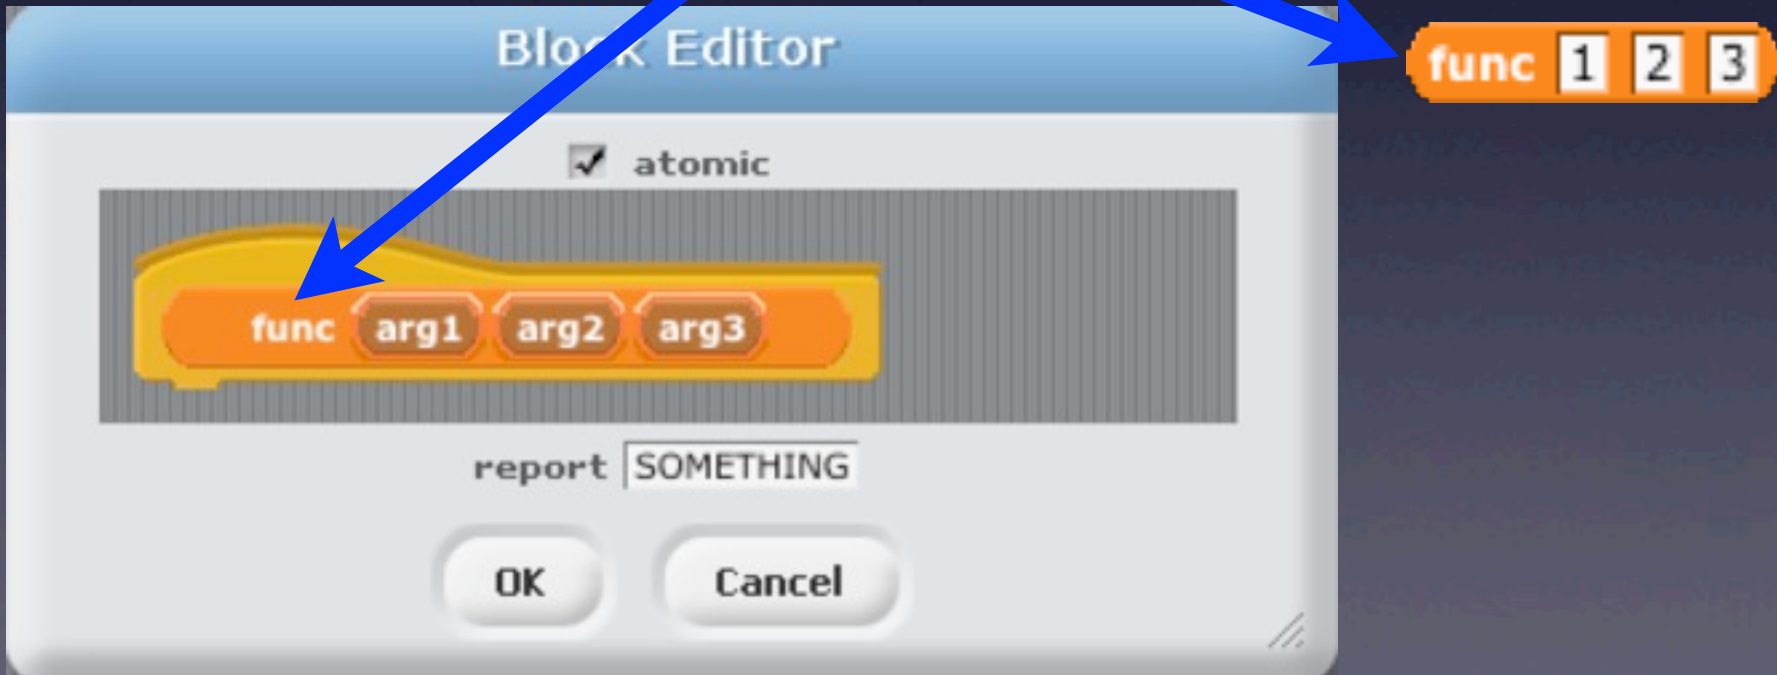 Block Editor
func 1 2 3
atomic
func arg1 arg2 arg3
report SOMETHING
OK Cancel